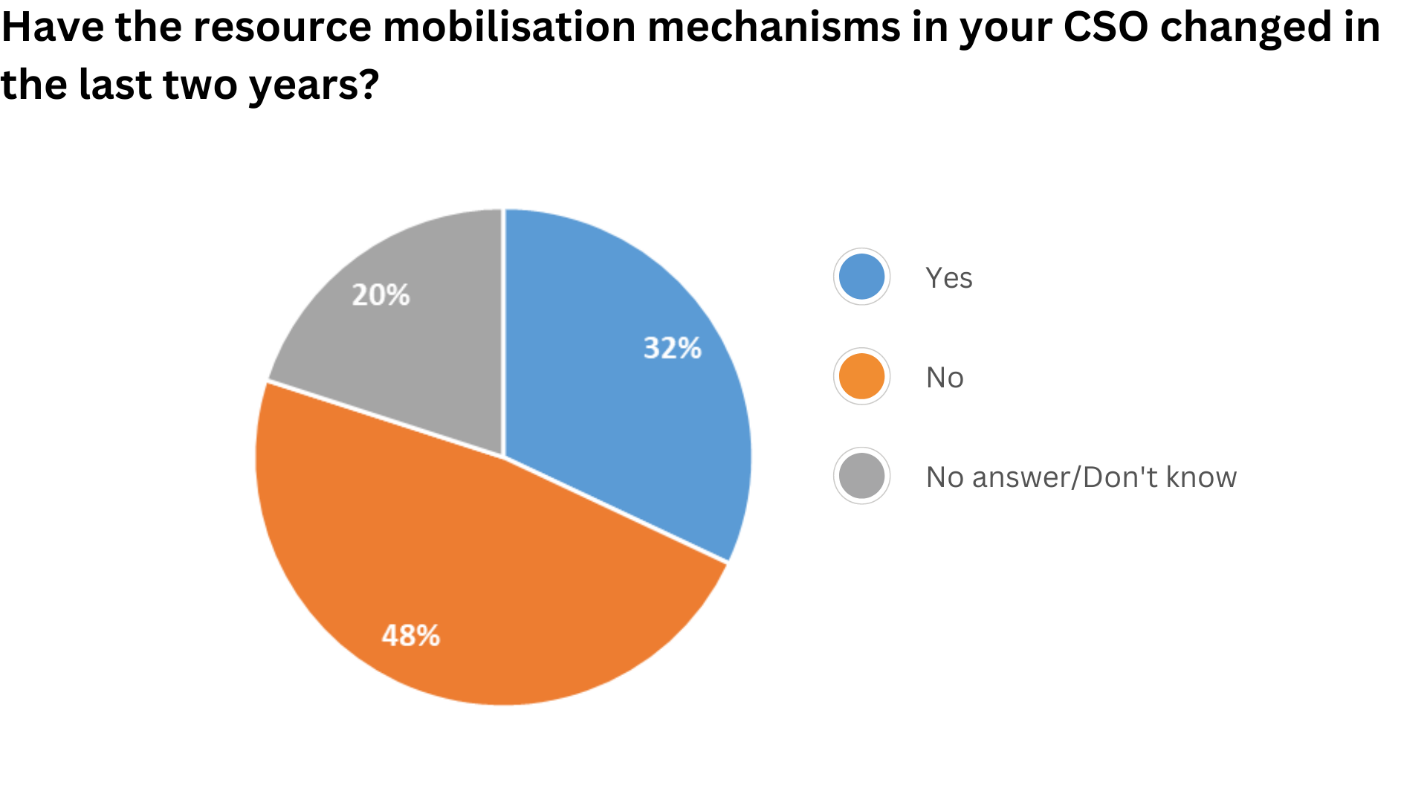 Have the resource mobilisation mechanisms in your CSO changed in
the last two years?
20%
32%
48%
Yes
No
No answer/Don't know